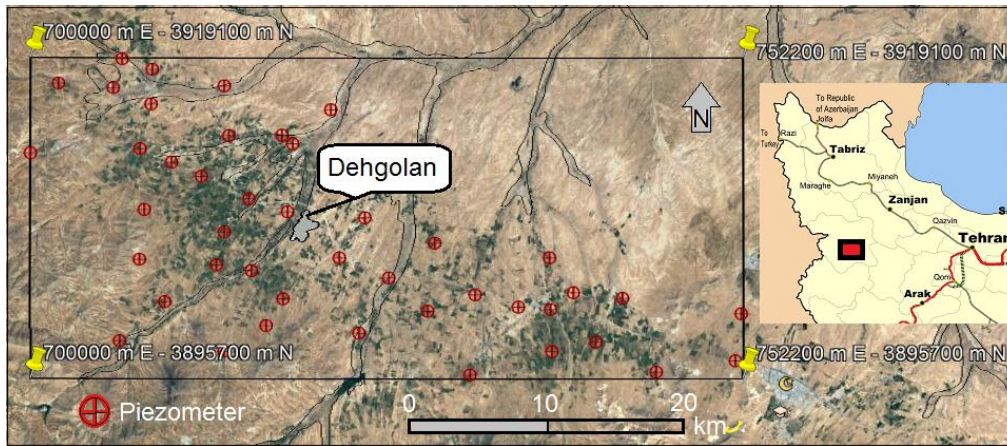 700000 m E - 3919100 m N
752200 m E - 3919100 m N
N
To Republic
of Azerbaijan
Jolfa
To
Turkey
Razi
Tabriz
Maraghe
Miyaneh
Zanjan
Qazvin
Tehran
Qom
Arak
Dehgolan
700000 m E - 3895700 m N
752200 m E - 3895700 m N
Piezometer
0 10 20
km